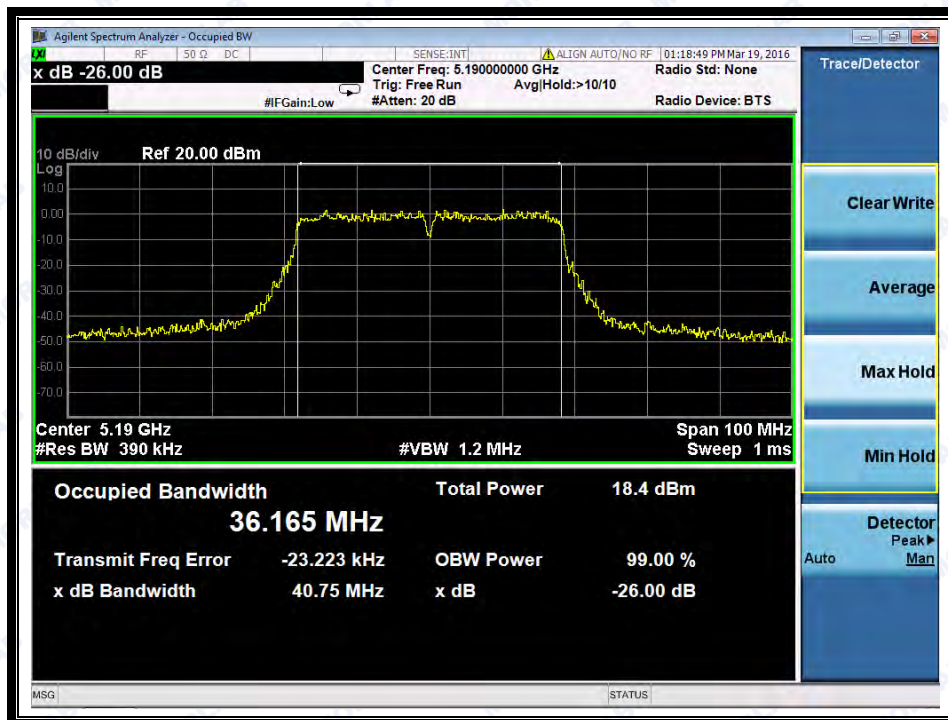 Agilent Spectrum Analyzer - Occupied BW
LXI RF 50 Ω DC SENSE:INT ALIGN AUTO/NO RF 01:18:49 PM Mar 19, 2016
x dB -26.00 dB
Center Freq: 5.190000000 GHz Radio Std: None
Trig: Free Run Avg|Hold:>10/10
#IFGain:Low #Atten: 20 dB Radio Device: BTS
10 dB/div Ref 20.00 dBm
Log
10.0
0.00
-10.0
-20.0
-30.0
-40.0
-50.0
-60.0
-70.0
Center 5.19 GHz Span 100 MHz
#Res BW 390 kHz #VBW 1.2 MHz Sweep 1 ms
Occupied Bandwidth Total Power 18.4 dBm
36.165 MHz
Transmit Freq Error -23.223 kHz OBW Power 99.00 %
x dB Bandwidth 40.75 MHz x dB -26.00 dB
MSG STATUS
Trace/Detector
Clear Write
Average
Max Hold
Min Hold
Detector
Peak▶
Auto Man